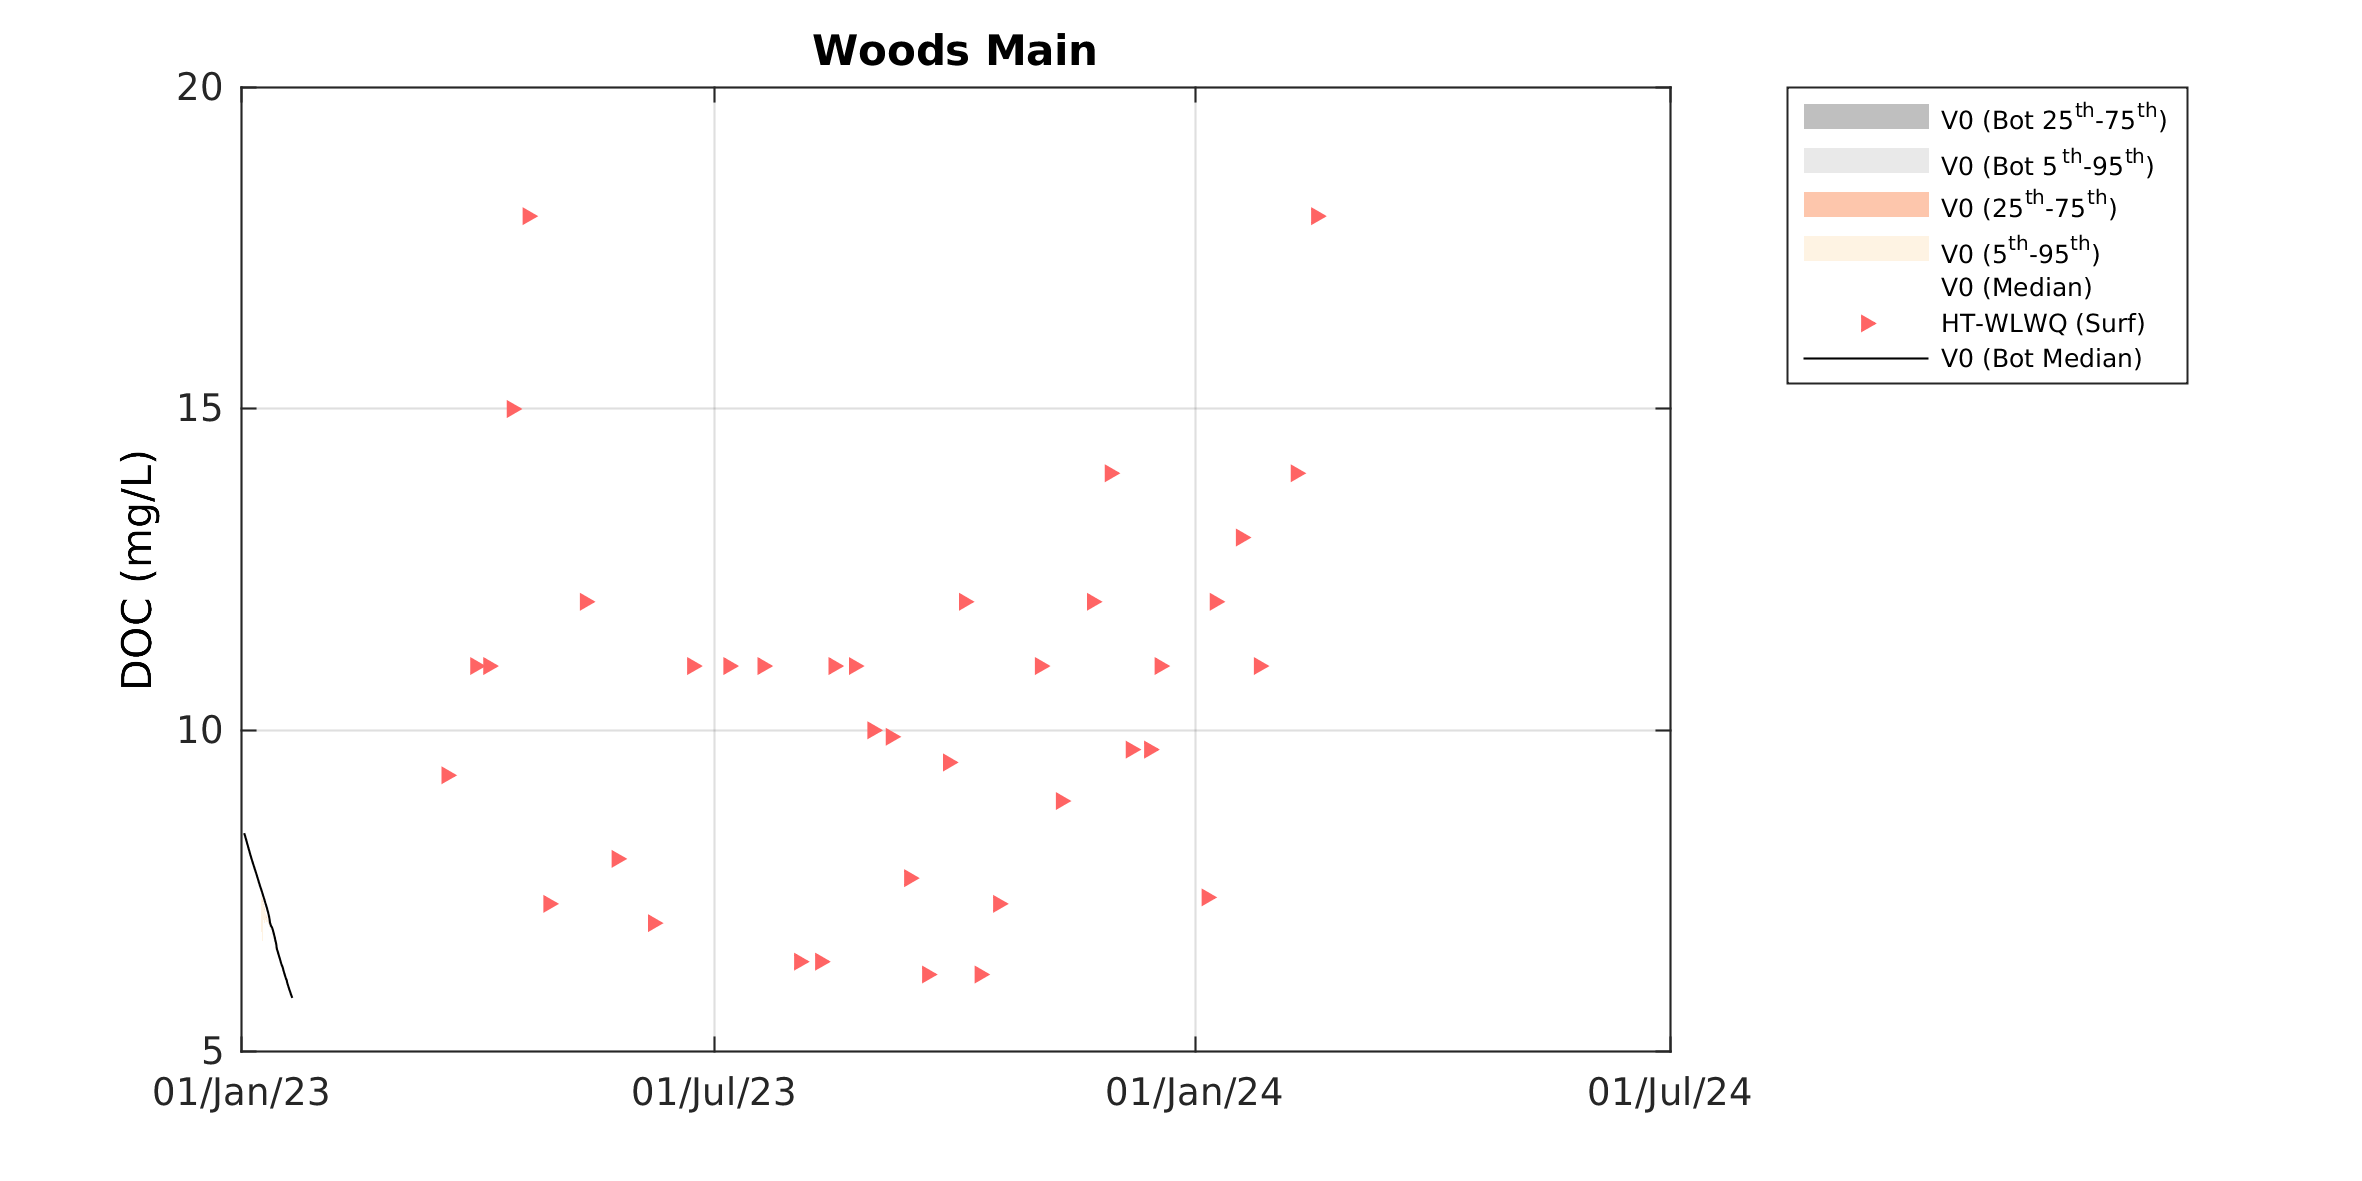 Woods Main
20
15
10
5
DOC (mg/L)
01/Jan/23
01/Jul/23
01/Jan/24
01/Jul/24
V0 (Bot 25th-75th)
V0 (Bot 5th-95th)
V0 (25th-75th)
V0 (5th-95th)
V0 (Median)
HT-WLWQ (Surf)
V0 (Bot Median)